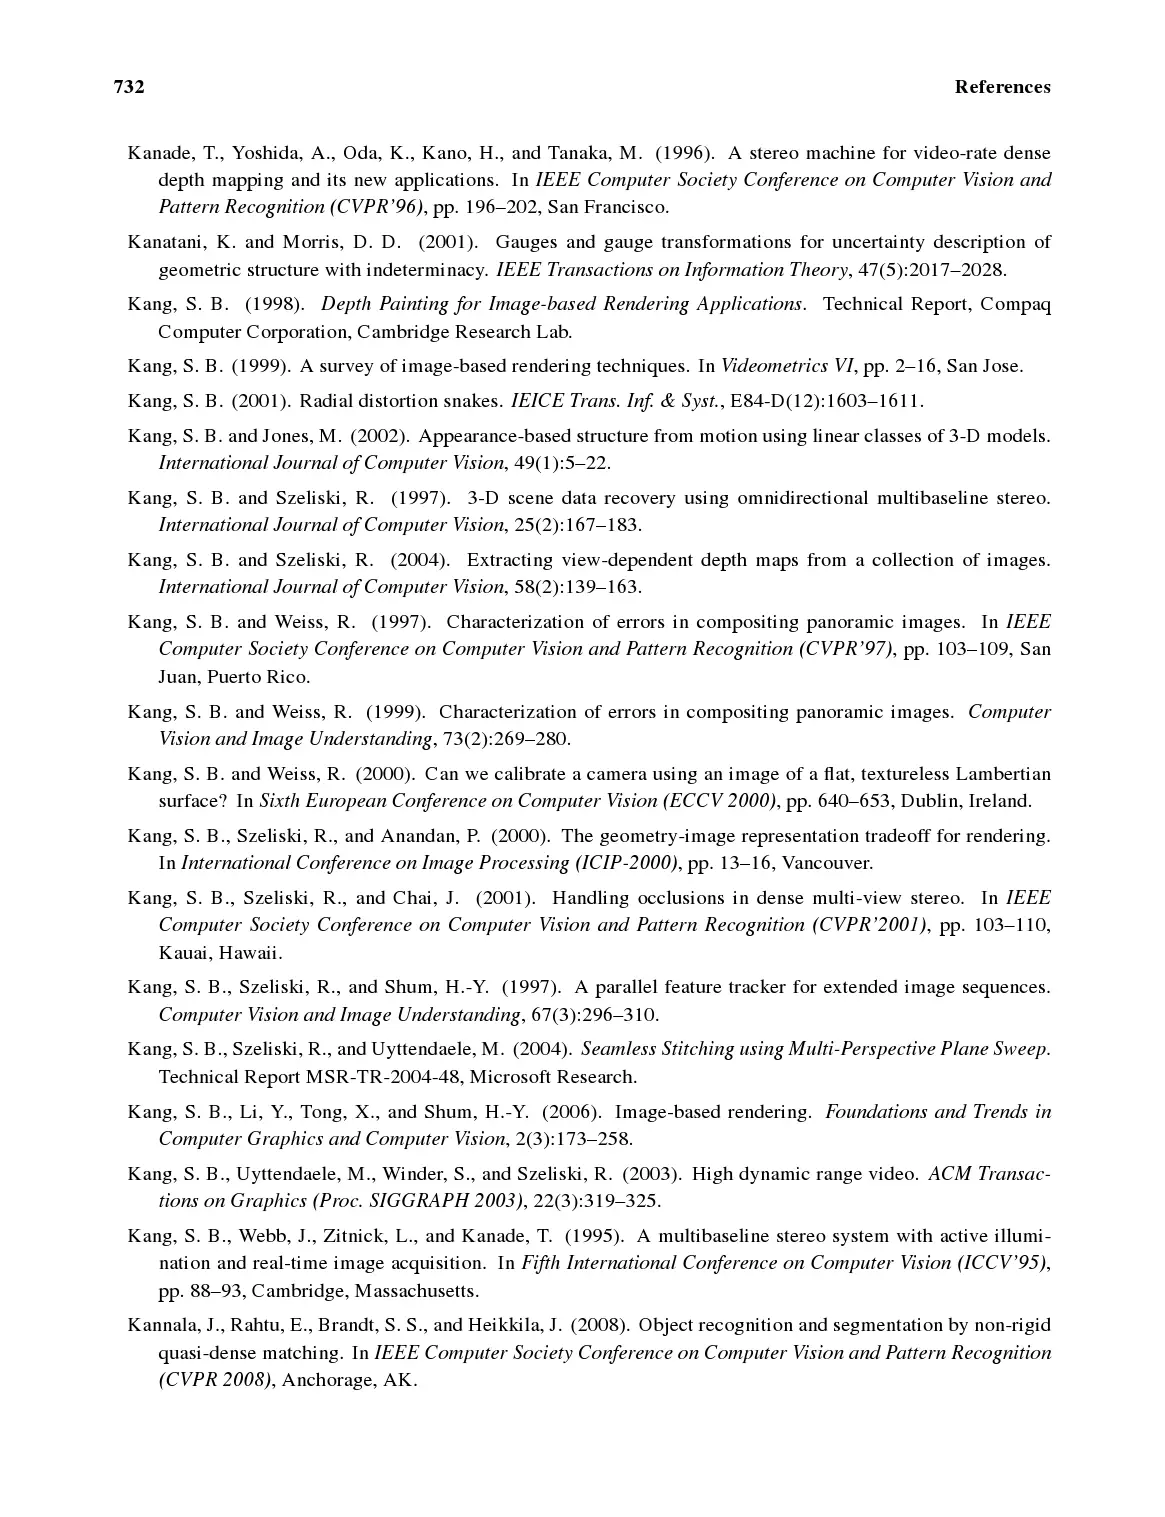 732 References
Kanade, T., Yoshida, A., Oda, K., Kano, H., and Tanaka, M. (1996). A stereo machine for video-rate dense
depth mapping and its new applications. In IEEE Computer Society Conference on Computer Vision and
Pattern Recognition (CVPR'96), pp. 196–202, San Francisco.
Kanatani, K. and Morris, D. D. (2001). Gauges and gauge transformations for uncertainty description of
geometric structure with indeterminacy. IEEE Transactions on Information Theory, 47(5):2017–2028.
Kang, S. B. (1998). Depth Painting for Image-based Rendering Applications. Technical Report, Compaq
Computer Corporation, Cambridge Research Lab.
Kang, S. B. (1999). A survey of image-based rendering techniques. In Videometrics VI, pp. 2–16, San Jose.
Kang, S. B. (2001). Radial distortion snakes. IEICE Trans. Inf. & Syst., E84-D(12):1603–1611.
Kang, S. B. and Jones, M. (2002). Appearance-based structure from motion using linear classes of 3-D models.
International Journal of Computer Vision, 49(1):5–22.
Kang, S. B. and Szeliski, R. (1997). 3-D scene data recovery using omnidirectional multibaseline stereo.
International Journal of Computer Vision, 25(2):167–183.
Kang, S. B. and Szeliski, R. (2004). Extracting view-dependent depth maps from a collection of images.
International Journal of Computer Vision, 58(2):139–163.
Kang, S. B. and Weiss, R. (1997). Characterization of errors in compositing panoramic images. In IEEE
Computer Society Conference on Computer Vision and Pattern Recognition (CVPR'97), pp. 103–109, San
Juan, Puerto Rico.
Kang, S. B. and Weiss, R. (1999). Characterization of errors in compositing panoramic images. Computer
Vision and Image Understanding, 73(2):269–280.
Kang, S. B. and Weiss, R. (2000). Can we calibrate a camera using an image of a flat, textureless Lambertian
surface? In Sixth European Conference on Computer Vision (ECCV 2000), pp. 640–653, Dublin, Ireland.
Kang, S. B., Szeliski, R., and Anandan, P. (2000). The geometry-image representation tradeoff for rendering.
In International Conference on Image Processing (ICIP-2000), pp. 13–16, Vancouver.
Kang, S. B., Szeliski, R., and Chai, J. (2001). Handling occlusions in dense multi-view stereo. In IEEE
Computer Society Conference on Computer Vision and Pattern Recognition (CVPR'2001), pp. 103–110,
Kauai, Hawaii.
Kang, S. B., Szeliski, R., and Shum, H.-Y. (1997). A parallel feature tracker for extended image sequences.
Computer Vision and Image Understanding, 67(3):296–310.
Kang, S. B., Szeliski, R., and Uyttendaele, M. (2004). Seamless Stitching using Multi-Perspective Plane Sweep.
Technical Report MSR-TR-2004-48, Microsoft Research.
Kang, S. B., Li, Y., Tong, X., and Shum, H.-Y. (2006). Image-based rendering. Foundations and Trends in
Computer Graphics and Computer Vision, 2(3):173–258.
Kang, S. B., Uyttendaele, M., Winder, S., and Szeliski, R. (2003). High dynamic range video. ACM Transac-
tions on Graphics (Proc. SIGGRAPH 2003), 22(3):319–325.
Kang, S. B., Webb, J., Zitnick, L., and Kanade, T. (1995). A multibaseline stereo system with active illumi-
nation and real-time image acquisition. In Fifth International Conference on Computer Vision (ICCV'95),
pp. 88–93, Cambridge, Massachusetts.
Kannala, J., Rahtu, E., Brandt, S. S., and Heikkila, J. (2008). Object recognition and segmentation by non-rigid
quasi-dense matching. In IEEE Computer Society Conference on Computer Vision and Pattern Recognition
(CVPR 2008), Anchorage, AK.